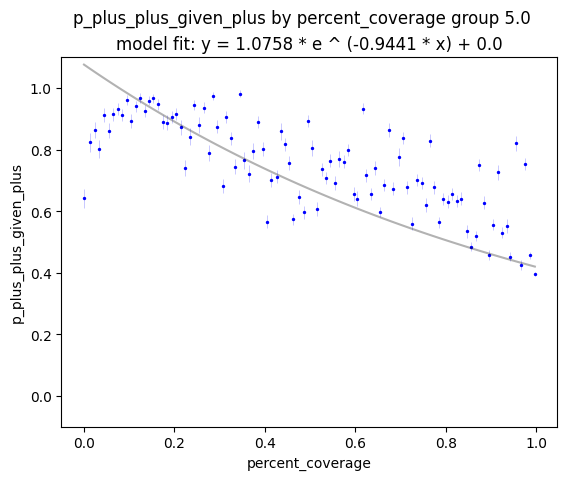 p_plus_plus_given_plus by percent_coverage group 5.0
model fit: y = 1.0758 * e ^ (-0.9441 * x) + 0.0
p_plus_plus_given_plus
1.0
0.8
0.6
0.4
0.2
0.0
0.0 0.2 0.4 0.6 0.8 1.0
percent_coverage